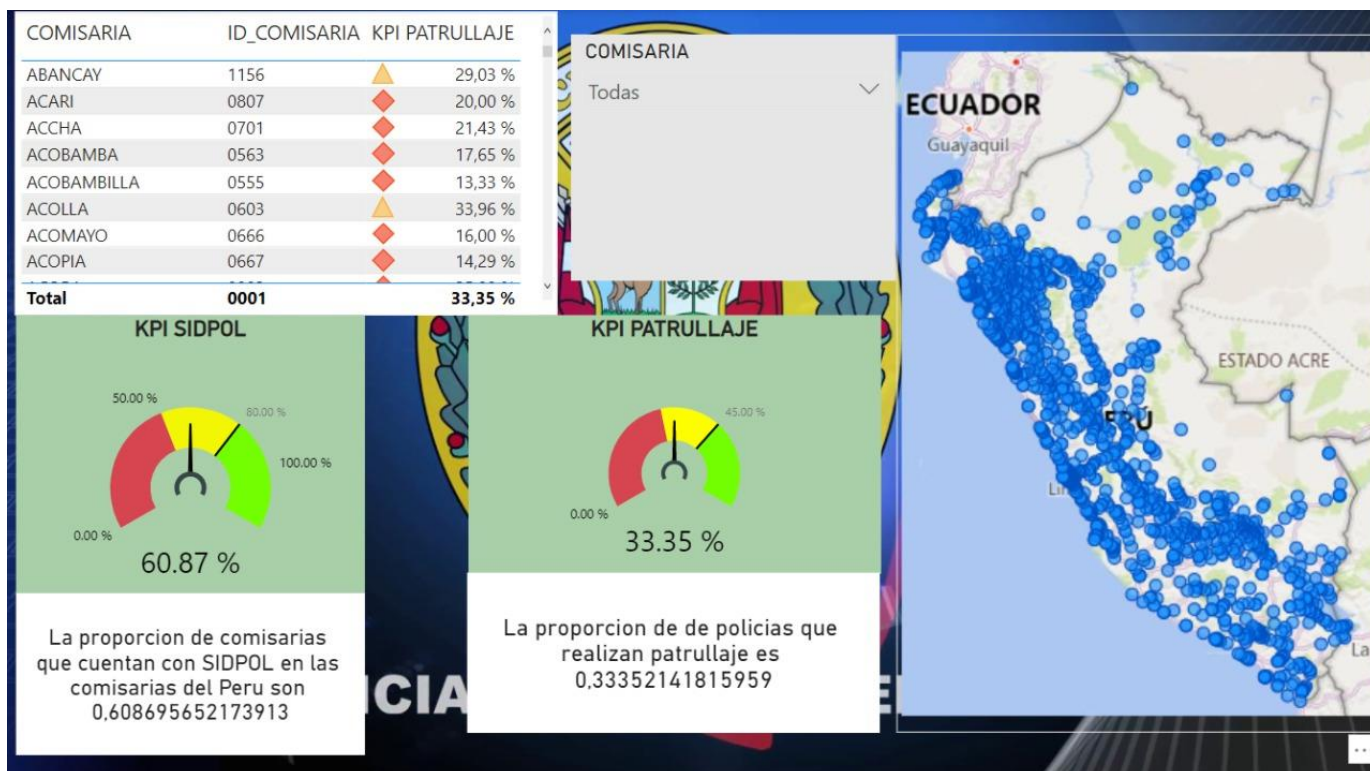 COMISARIA ID_COMISARIA KPI PATRULLAJE
ABANCAY 1156 29,03 %
ACARI 0807 20,00 %
ACCHA 0701 21,43 %
ACOBAMBA 0563 17,65 %
ACOBAMBILLA 0555 13,33 %
ACOLLA 0603 33,96 %
ACOMAYO 0666 16,00 %
ACOPIA 0667 14,29 %
Total 0001 33,35 %
COMISARIA
Todas
ECUADOR
Guayaquil
ESTADO ACRE
KPI SIDPOL
50.00 %
80.00 %
100.00 %
0.00 %
60.87 %
La proporcion de comisarias
que cuentan con SIDPOL en las
comisarias del Peru son
0,608695652173913
KPI PATRULLAJE
45.00 %
0.00 %
33.35 %
La proporcion de de policias que
realizan patrullaje es
0,33352141815959